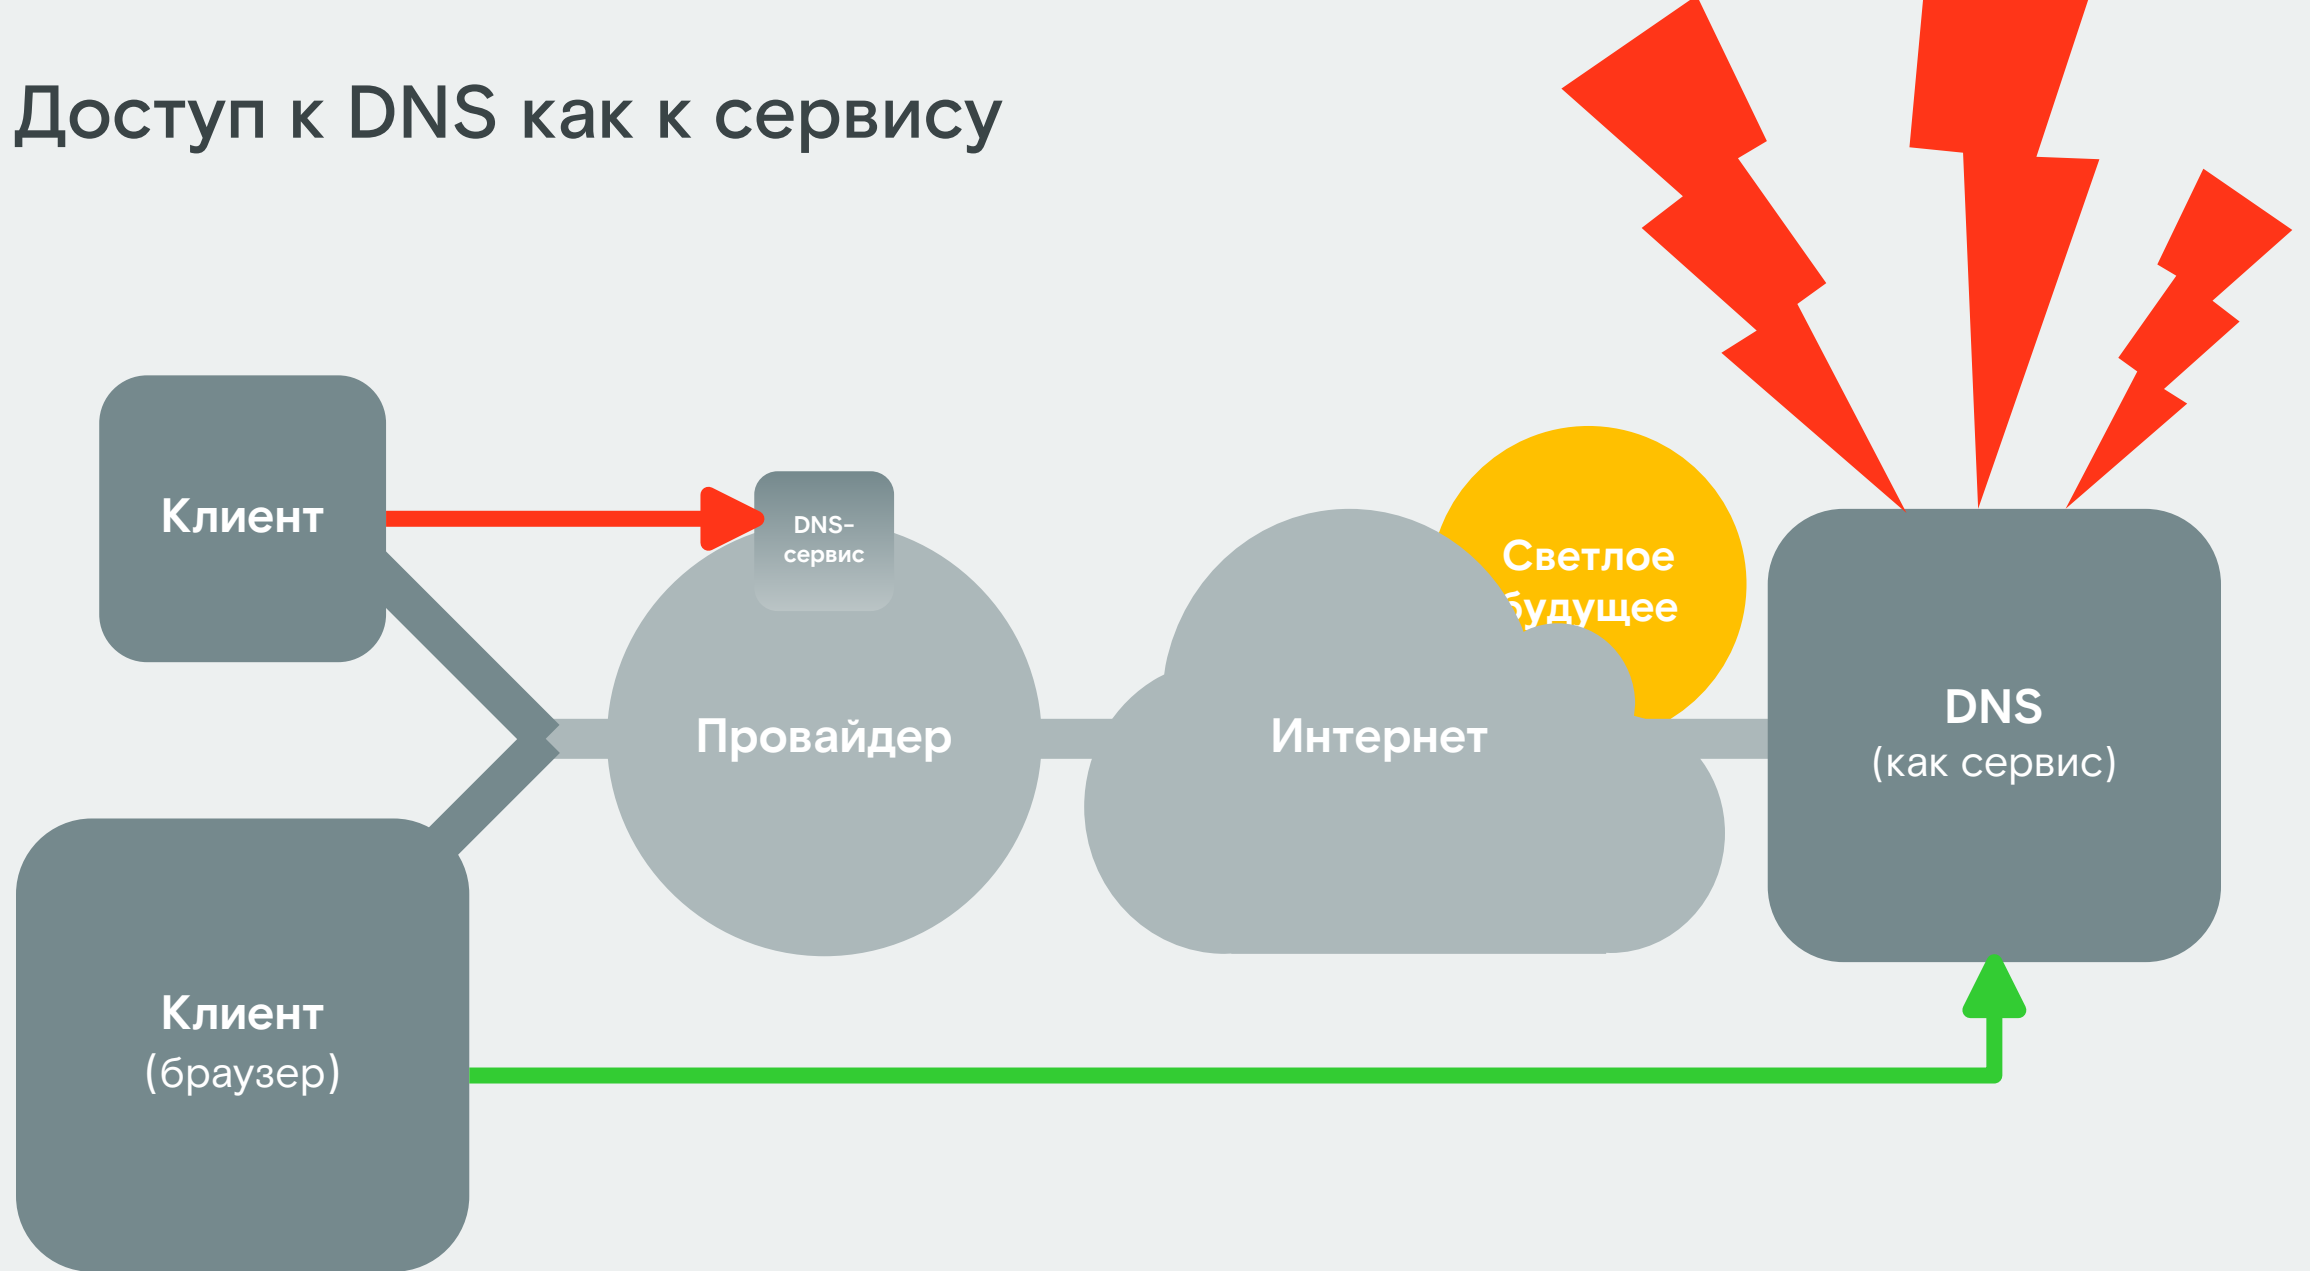 Доступ к DNS как к сервису
Клиент
DNS-
сервис
Светлое
будущее
Провайдер
Интернет
DNS
(как сервис)
Клиент
(браузер)